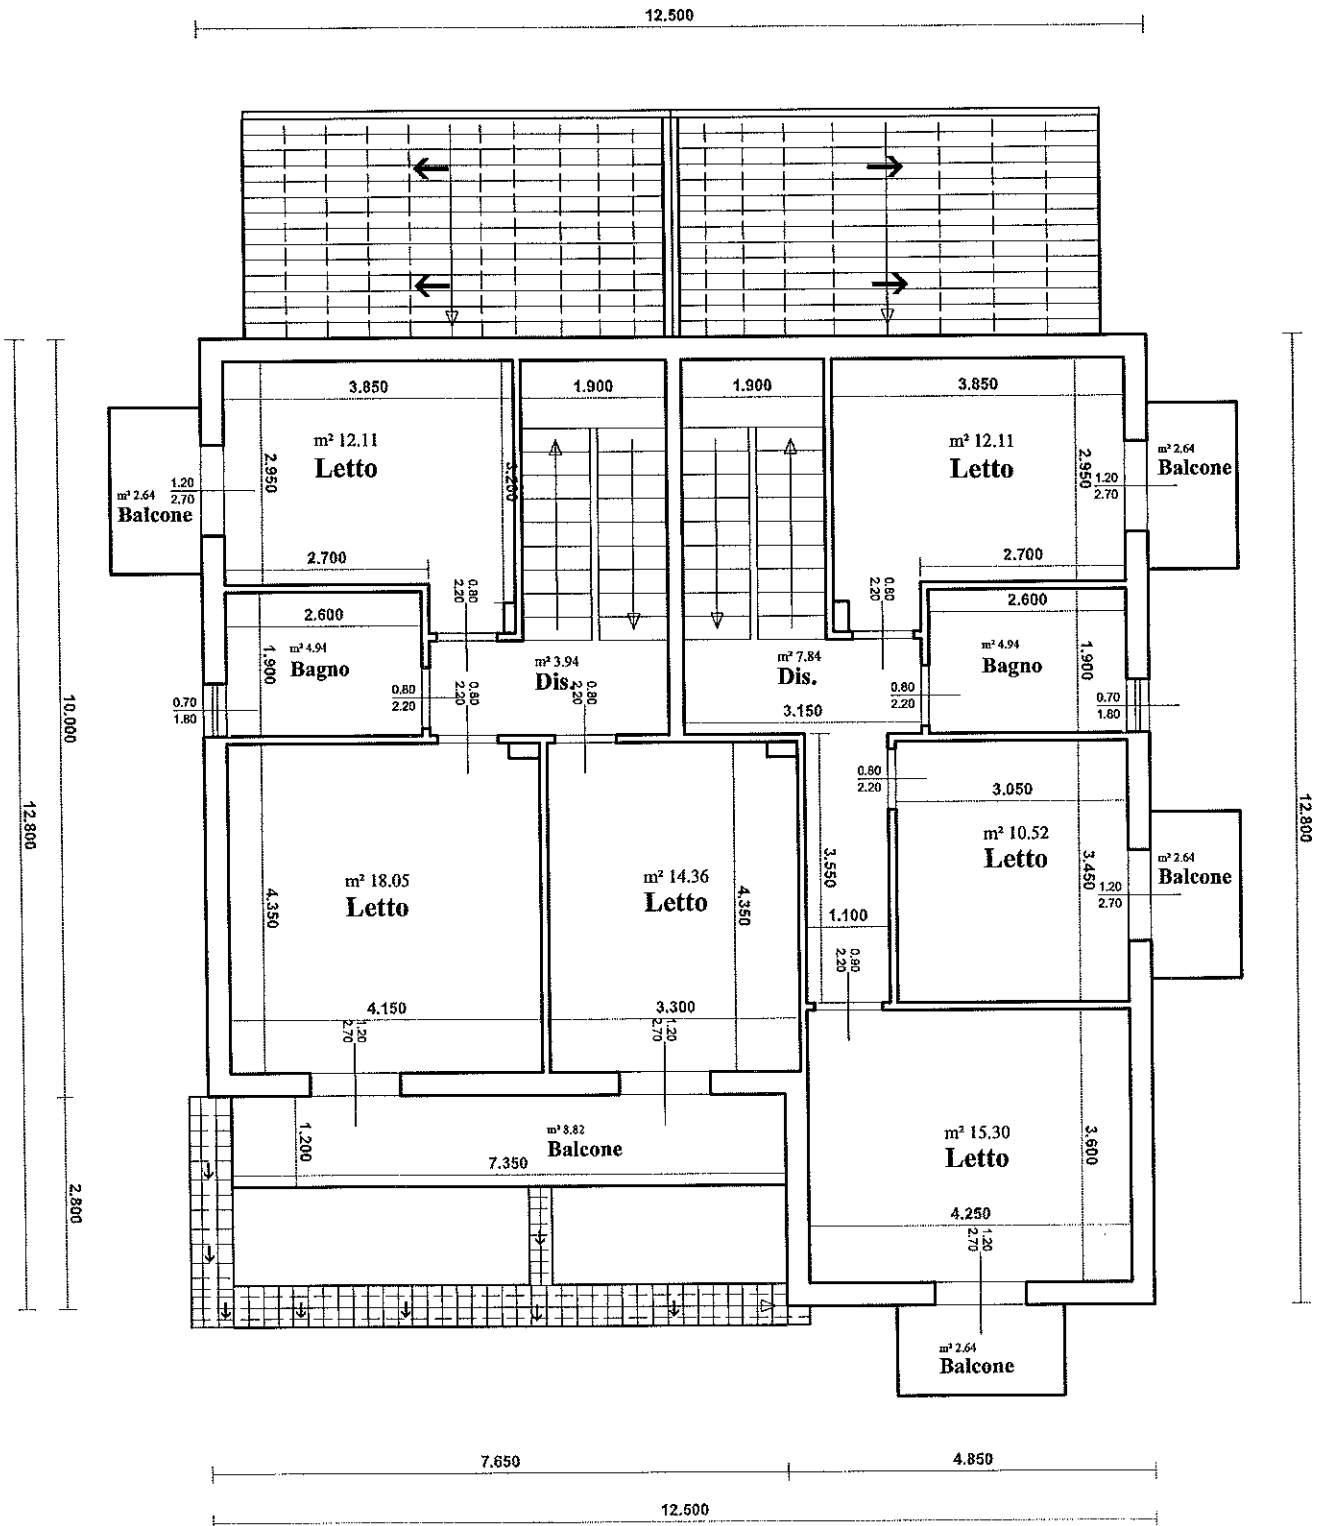 12.500
3.850
1.900
1.900
3.850
m² 12.11
Letto
m² 12.11
Letto
2.950
3.200
2.950
m² 2.64
Balcone
1.20
2.70
1.20
2.70
m² 2.64
Balcone
2.700
2.700
0.80
2.20
0.80
2.20
2.600
2.600
m² 4.94
Bagno
1.900
m² 3.94
Dis.
m² 7.84
Dis.
m² 4.94
Bagno
1.900
0.80
2.20
0.80
2.20
0.80
2.20
0.80
2.20
0.70
1.80
0.70
1.80
3.150
10.000
12.800
12.800
0.80
2.20
3.050
m² 10.52
Letto
3.450
m² 2.64
Balcone
1.20
2.70
m² 18.05
Letto
4.350
m² 14.36
Letto
4.350
3.550
1.100
0.90
2.20
4.150
3.300
1.20
2.70
1.20
2.70
1.200
m² 8.82
Balcone
7.350
2.800
m² 15.30
Letto
3.600
4.250
1.20
2.70
m² 2.64
Balcone
7.650
4.850
12.500